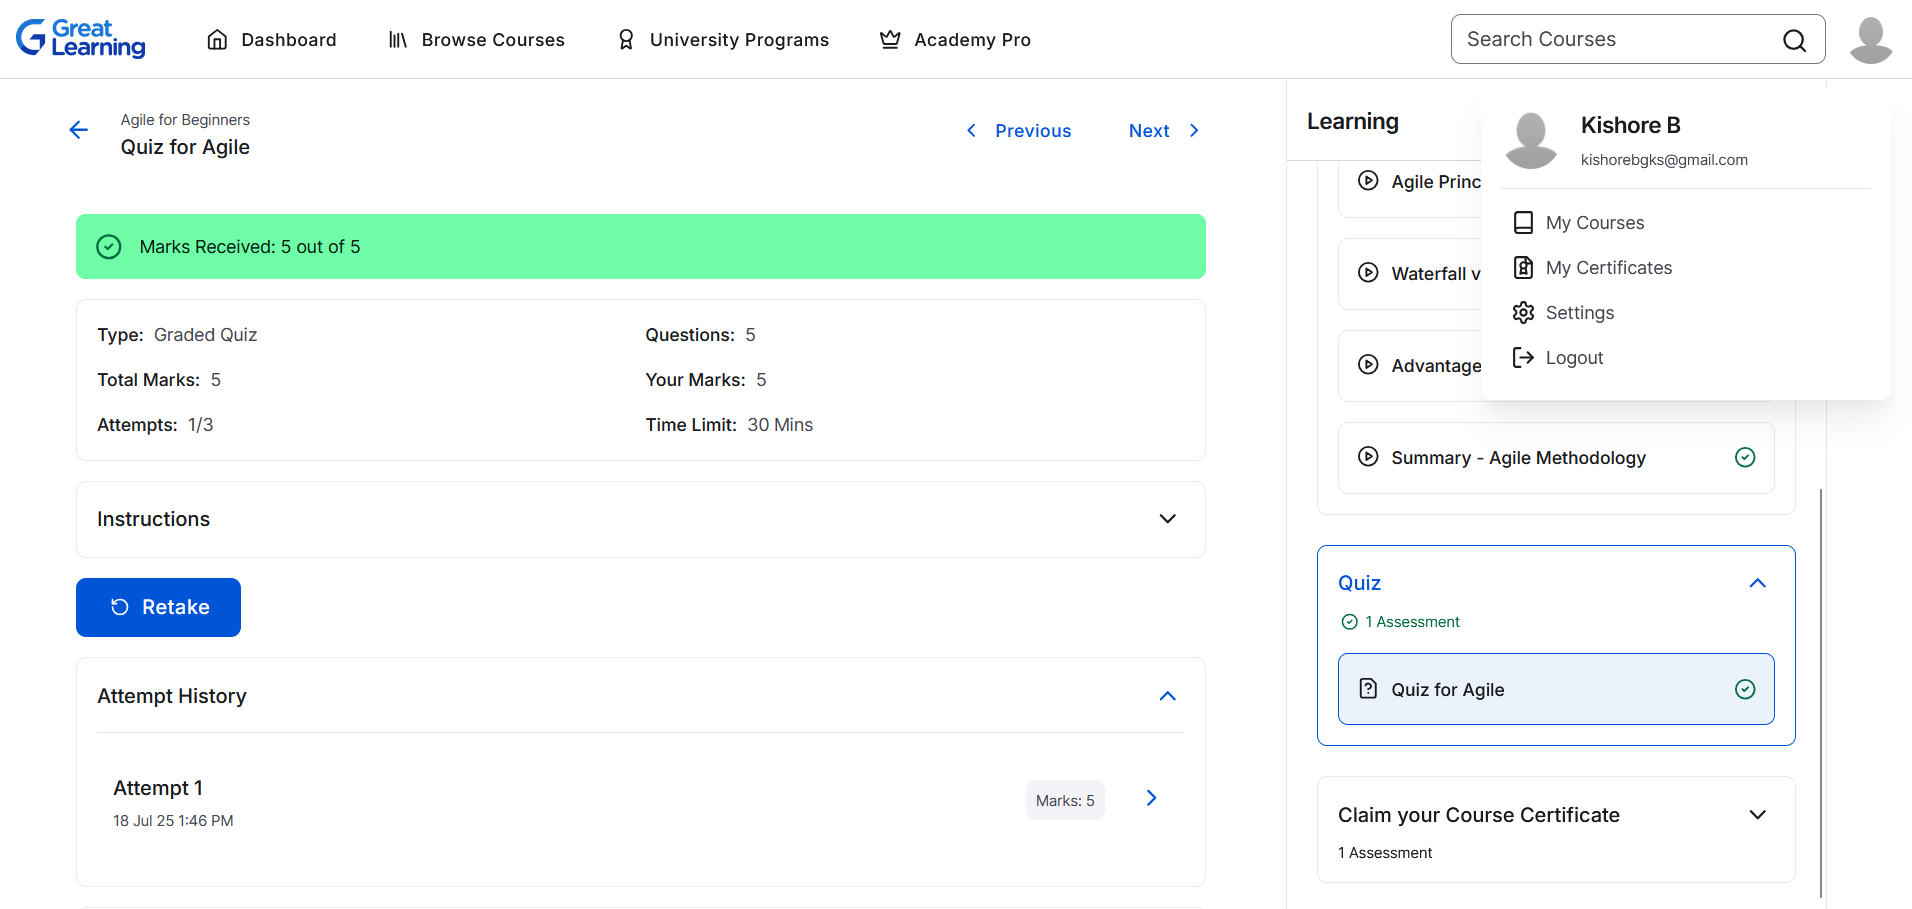 Great Learning
Dashboard
Browse Courses
University Programs
Academy Pro
Search Courses
Agile for Beginners
Quiz for Agile
Previous
Next
Marks Received: 5 out of 5
Type: Graded Quiz
Questions: 5
Total Marks: 5
Your Marks: 5
Attempts: 1/3
Time Limit: 30 Mins
Instructions
Retake
Attempt History
Attempt 1
18 Jul 25 1:46 PM
Marks: 5
Learning
Agile Princ
Waterfall v
Advantage
Summary - Agile Methodology
Quiz
1 Assessment
Quiz for Agile
Claim your Course Certificate
1 Assessment
Kishore B
kishorebgks@gmail.com
My Courses
My Certificates
Settings
Logout